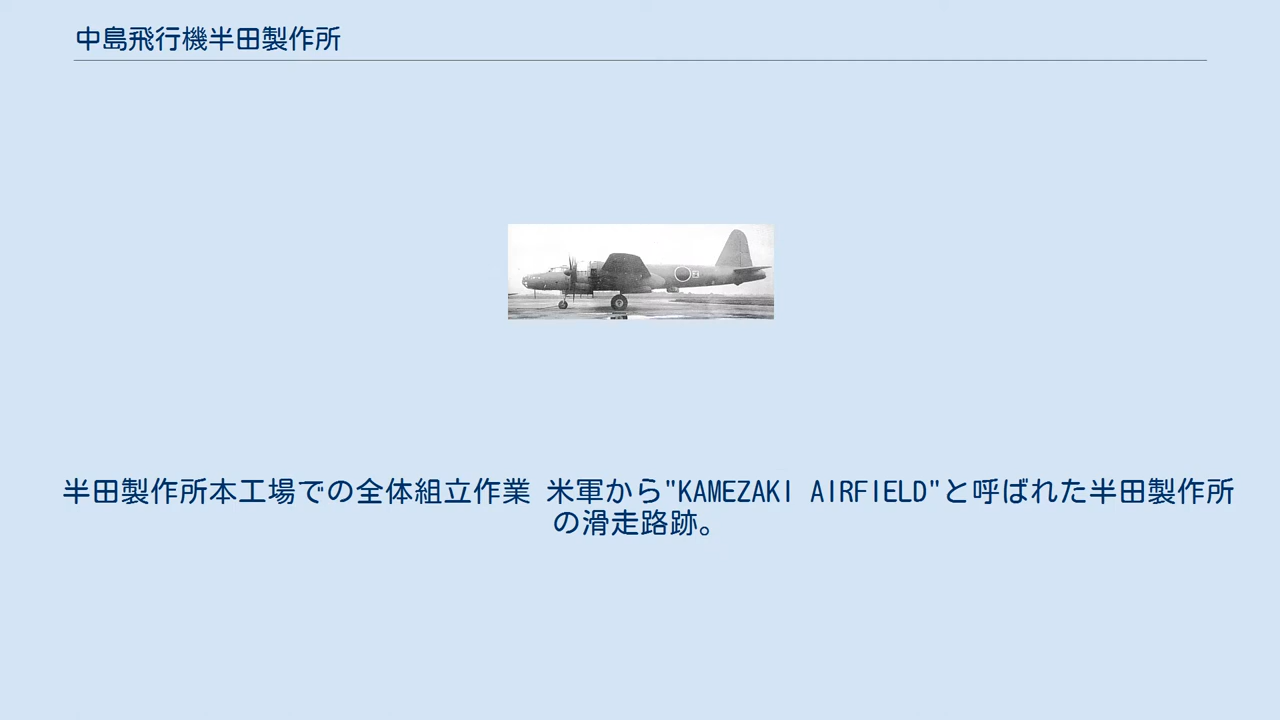 中島飛行機半田製作所
半田製作所本工場での全体組立作業 米軍から"KAMEZAKI AIRFIELD"と呼ばれた半田製作所
の滑走路跡。